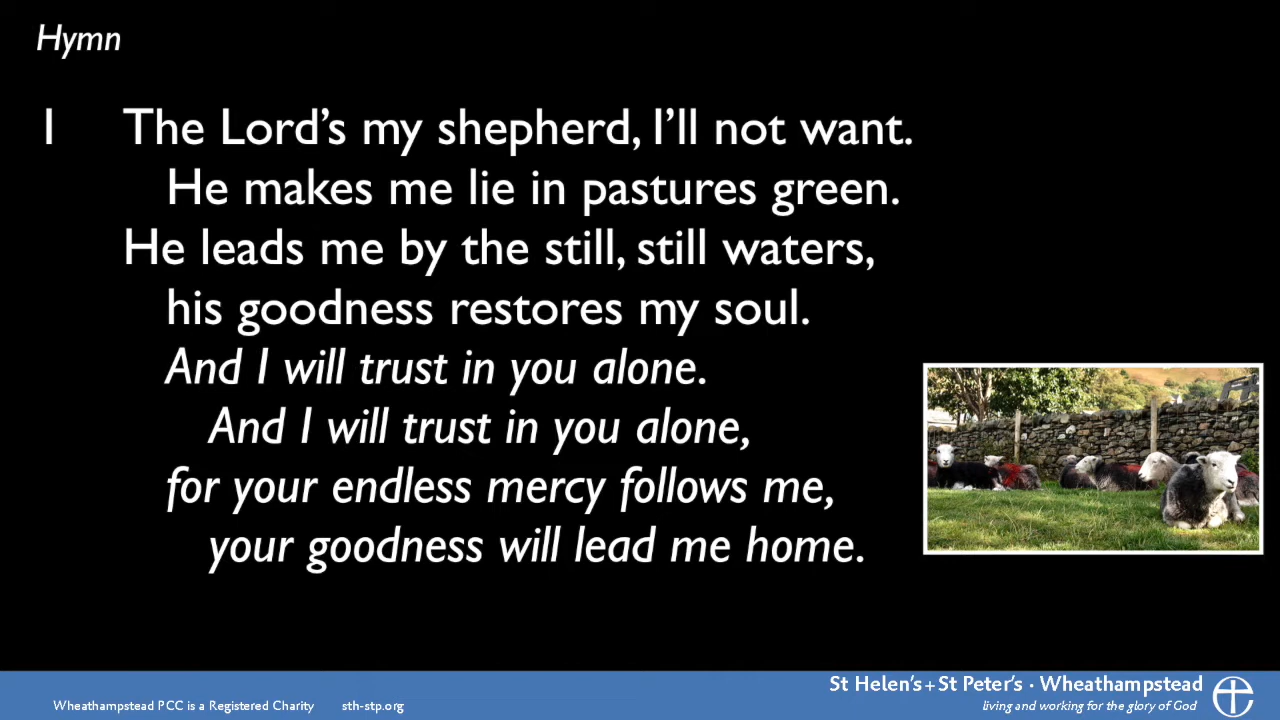 Hymn
1 The Lord’s my shepherd, I’ll not want.
He makes me lie in pastures green.
He leads me by the still, still waters,
his goodness restores my soul.
And I will trust in you alone.
And I will trust in you alone,
for your endless mercy follows me,
your goodness will lead me home.
St Helen’s + St Peter’s · Wheathampstead
living and working for the glory of God
Wheathampstead PCC is a Registered Charity sth-stp.org